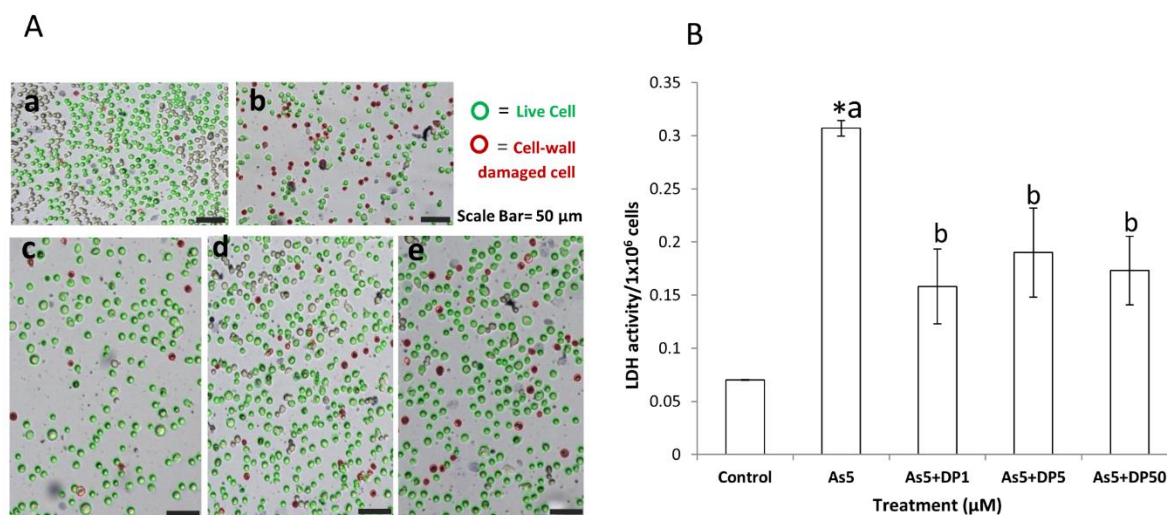 A
a
b
= Live Cell
= Cell-wall
damaged cell
Scale Bar= 50 µm
c
d
e
B
LDH activity/1x10⁶ cells
0.35
0.3
0.25
0.2
0.15
0.1
0.05
0
*a
b
b
b
Control As5 As5+DP1 As5+DP5 As5+DP50
Treatment (µM)